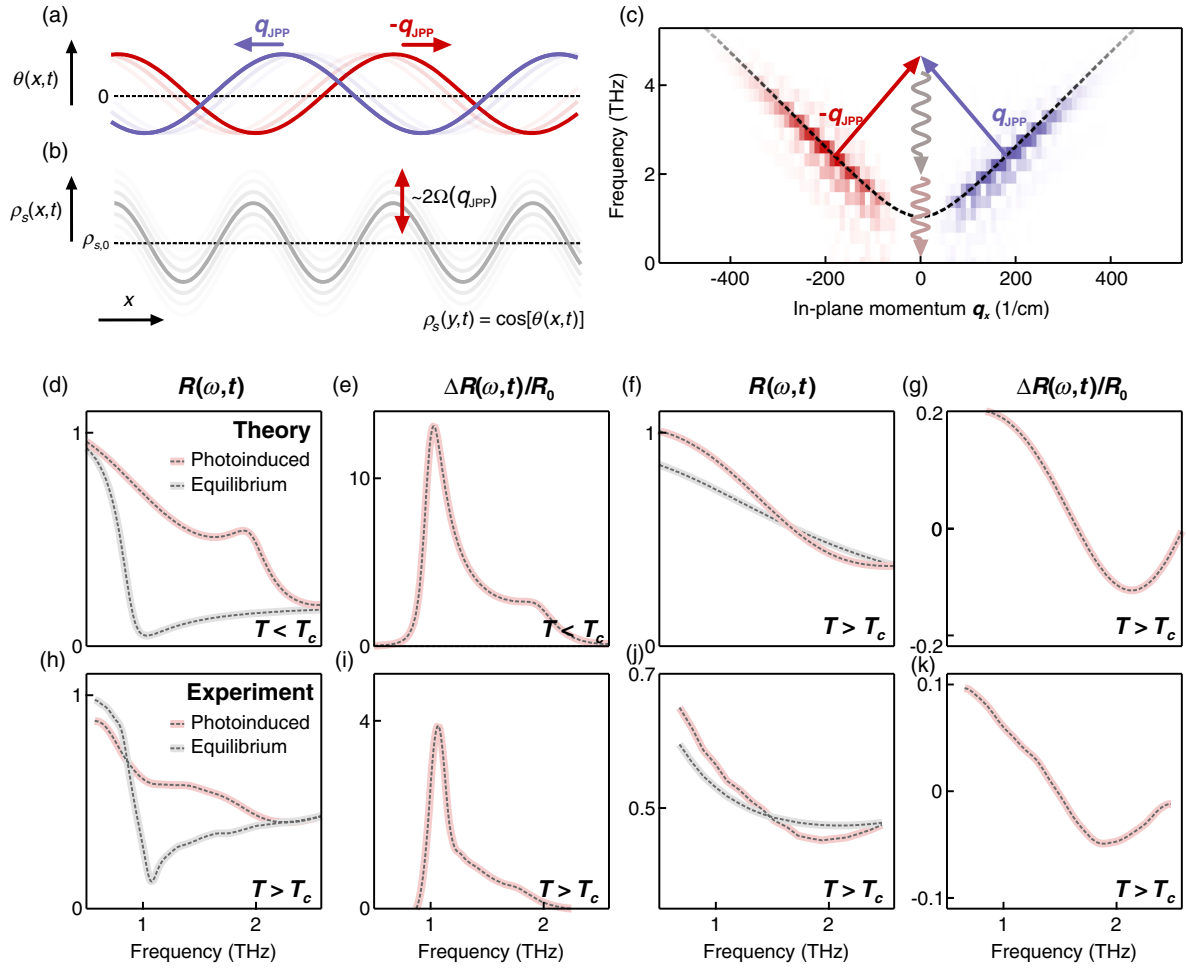 (a)
q_JPP
-q_JPP
θ(x,t)
0
(b)
ρ_s(x,t)
ρ_s,0
~2Ω(q_JPP)
x
ρ_s(y,t) = cos[θ(x,t)]
(c)
Frequency (THz)
4
2
0
-q_JPP
q_JPP
-400
-200
0
200
400
In-plane momentum q_x (1/cm)
(d)
R(ω,t)
1
0
Theory
Photoinduced
Equilibrium
T < T_c
(e)
ΔR(ω,t)/R_0
10
0
T < T_c
(f)
R(ω,t)
1
0
T > T_c
(g)
ΔR(ω,t)/R_0
0.2
0
-0.2
T > T_c
(h)
1
0
Experiment
Photoinduced
Equilibrium
T > T_c
1
2
Frequency (THz)
(i)
4
0
T > T_c
1
2
Frequency (THz)
(j)
0.7
0.5
T > T_c
1
2
Frequency (THz)
(k)
0.1
0
-0.1
T > T_c
1
2
Frequency (THz)